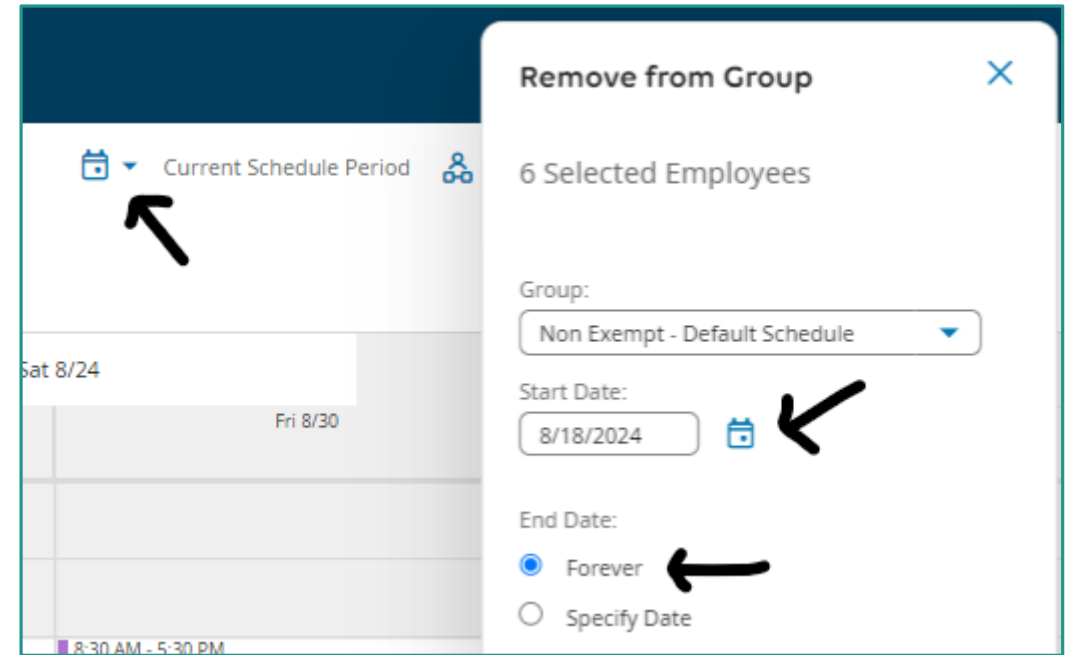 Remove from Group
Current Schedule Period
6 Selected Employees
Group:
Non Exempt - Default Schedule
Sat 8/24
Start Date:
Fri 8/30
8/18/2024
End Date:
Forever
Specify Date
8:30 AM - 5:30 PM